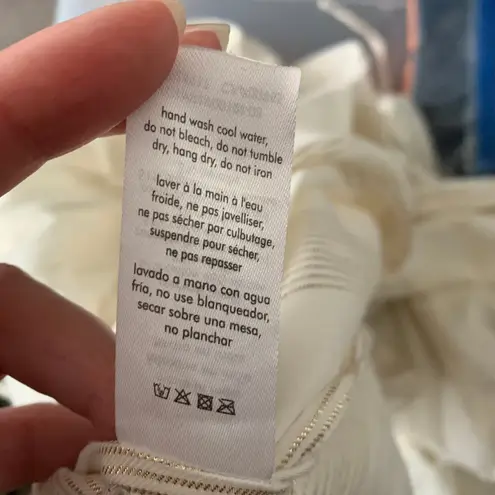 hand wash cool water,
do not bleach, do not tumble
dry, hang dry, do not iron
laver à la main à l'eau
froide, ne pas javelliser,
ne pas sécher par culbutage,
suspendre pour sécher,
ne pas repasser
lavado a mano con agua
fría, no use blanqueador,
secar sobre una mesa,
no planchar